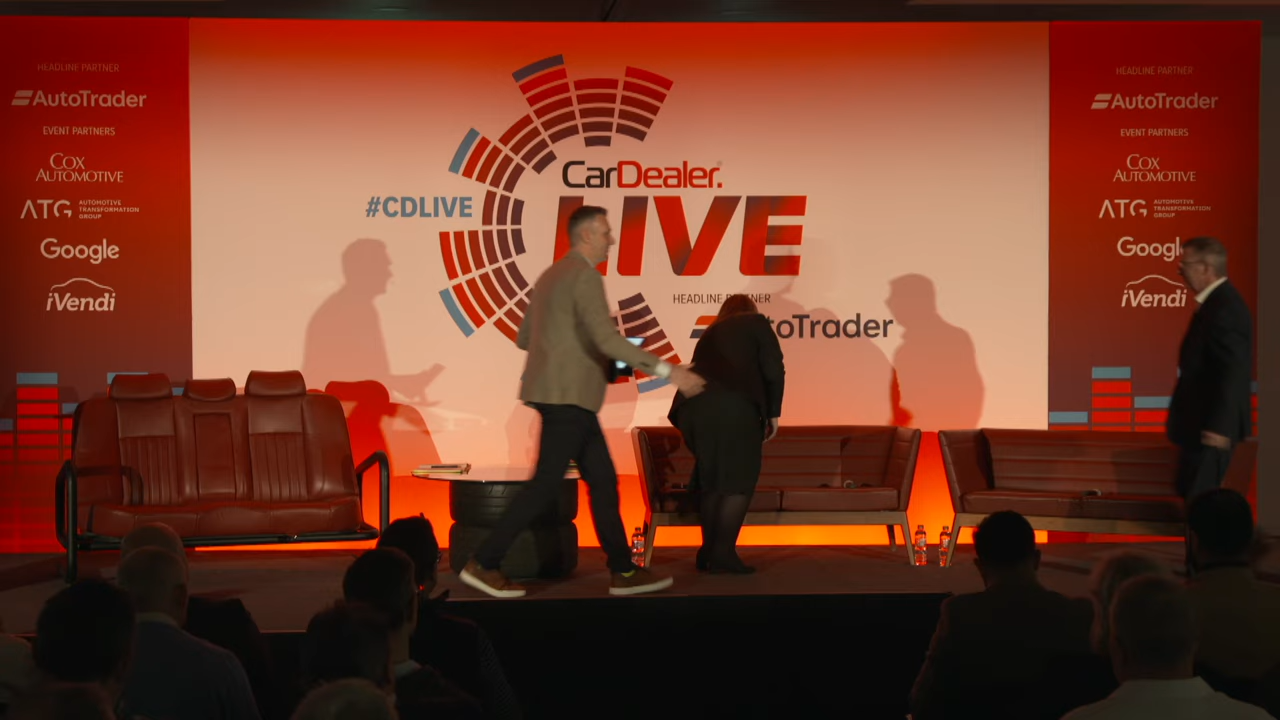 HEADLINE PARTNER
AutoTrader
EVENT PARTNERS
COX
AUTOMOTIVE
ATG AUTOMOTIVE
TRANSFORMATION
GROUP
Google
iVendi
#CDLIVE
CarDealer.
LIVE
HEADLINE
AutoTrader
HEADLINE PARTNER
AutoTrader
EVENT PARTNERS
COX
AUTOMOTIVE
ATG AUTOMOTIVE
TRANSFORMATION
GROUP
Google
iVendi